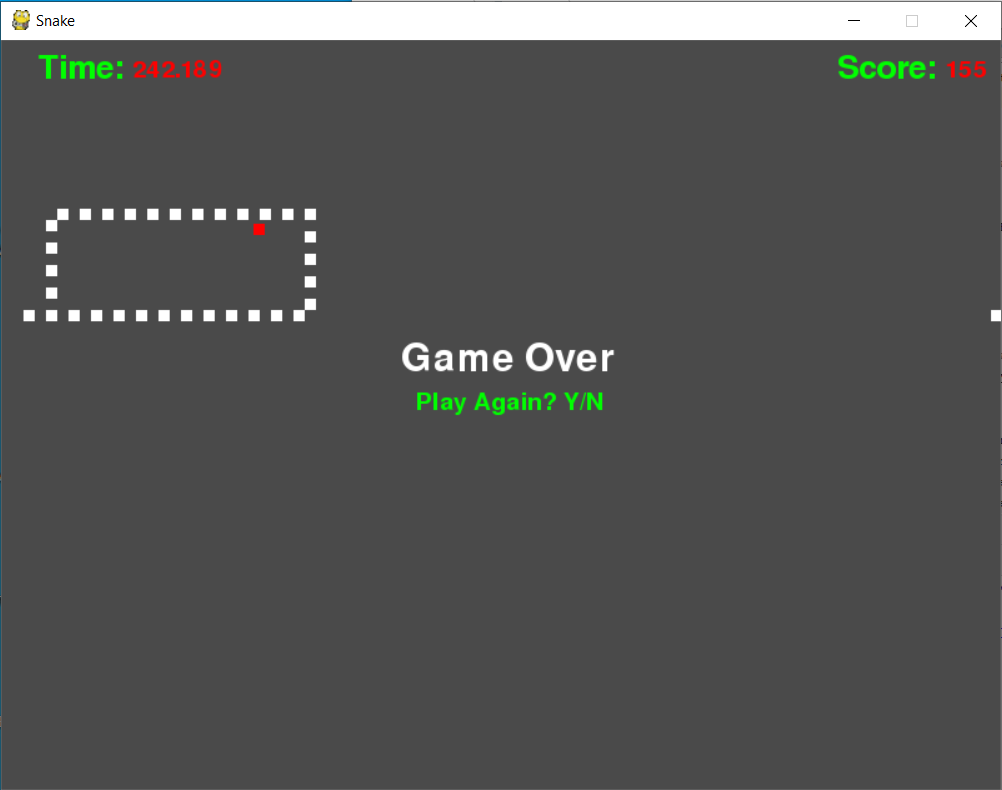 Snake
Time: 242.189 Score: 155
Game Over
Play Again? Y/N